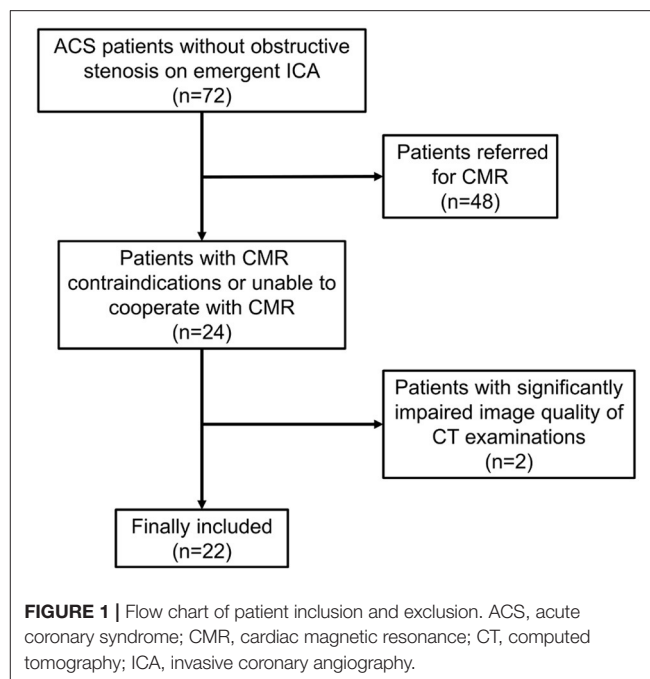 ACS patients without obstructive
stenosis on emergent ICA
(n=72)
Patients referred
for CMR
(n=48)
Patients with CMR
contraindications or unable to
cooperate with CMR
(n=24)
Patients with significantly
impaired image quality of
CT examinations
(n=2)
Finally included
(n=22)
FIGURE 1 | Flow chart of patient inclusion and exclusion. ACS, acute
coronary syndrome; CMR, cardiac magnetic resonance; CT, computed
tomography; ICA, invasive coronary angiography.